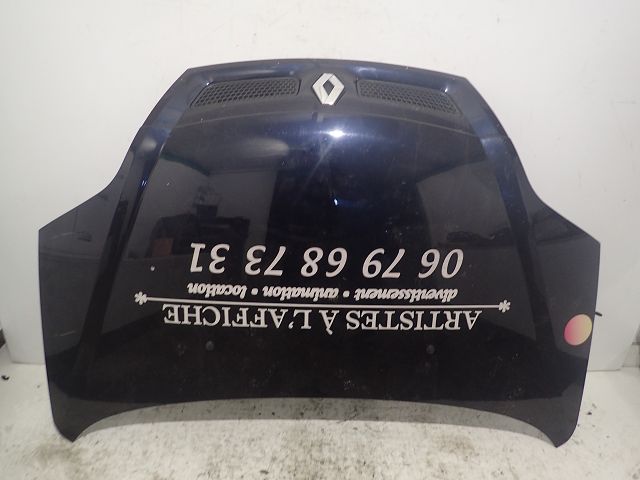 ARTISTES À L'AFFICHE
divertissement • animation • location
06 79 68 73 31